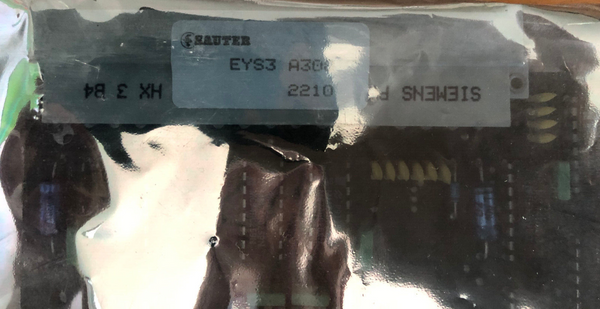 SAUTER
EYS3 A30
2210
HX 3 B4
SIEMENS